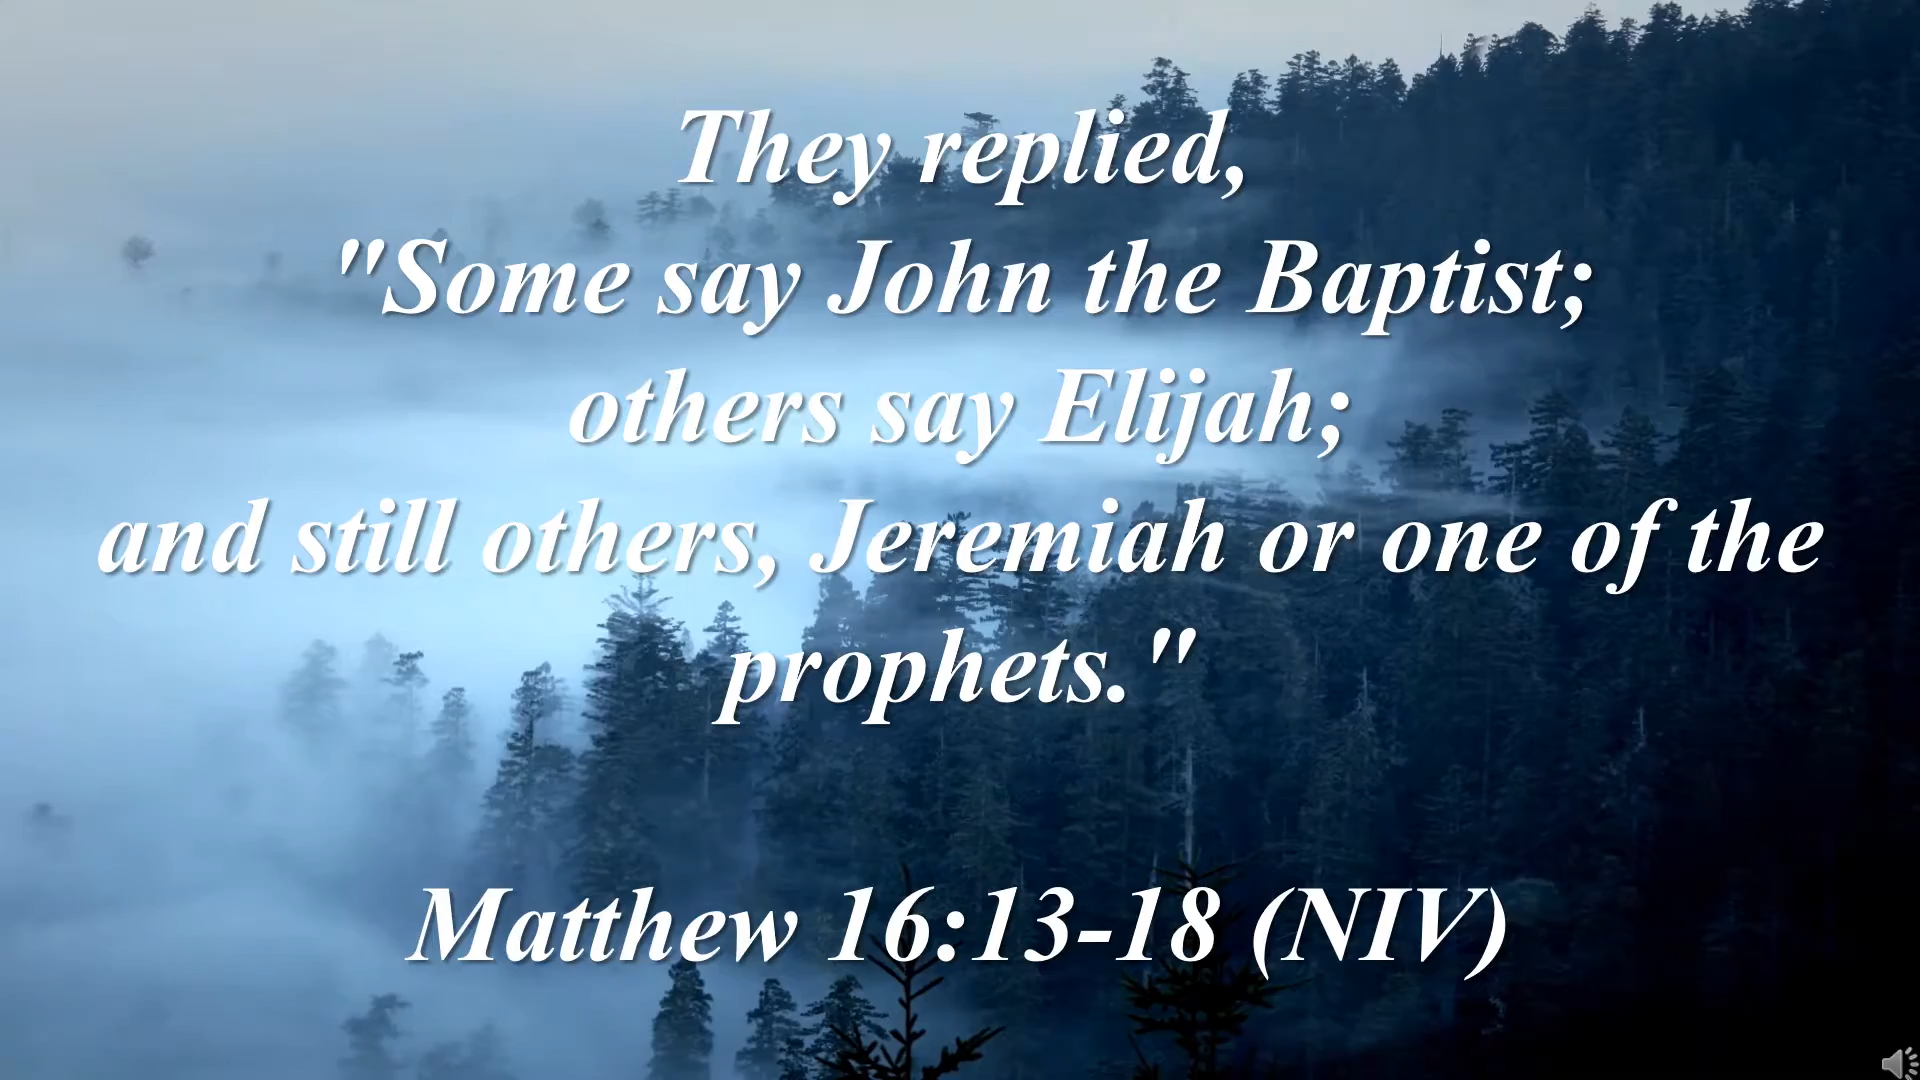 They replied,
"Some say John the Baptist;
others say Elijah;
and still others, Jeremiah or one of the
prophets."
Matthew 16:13-18 (NIV)